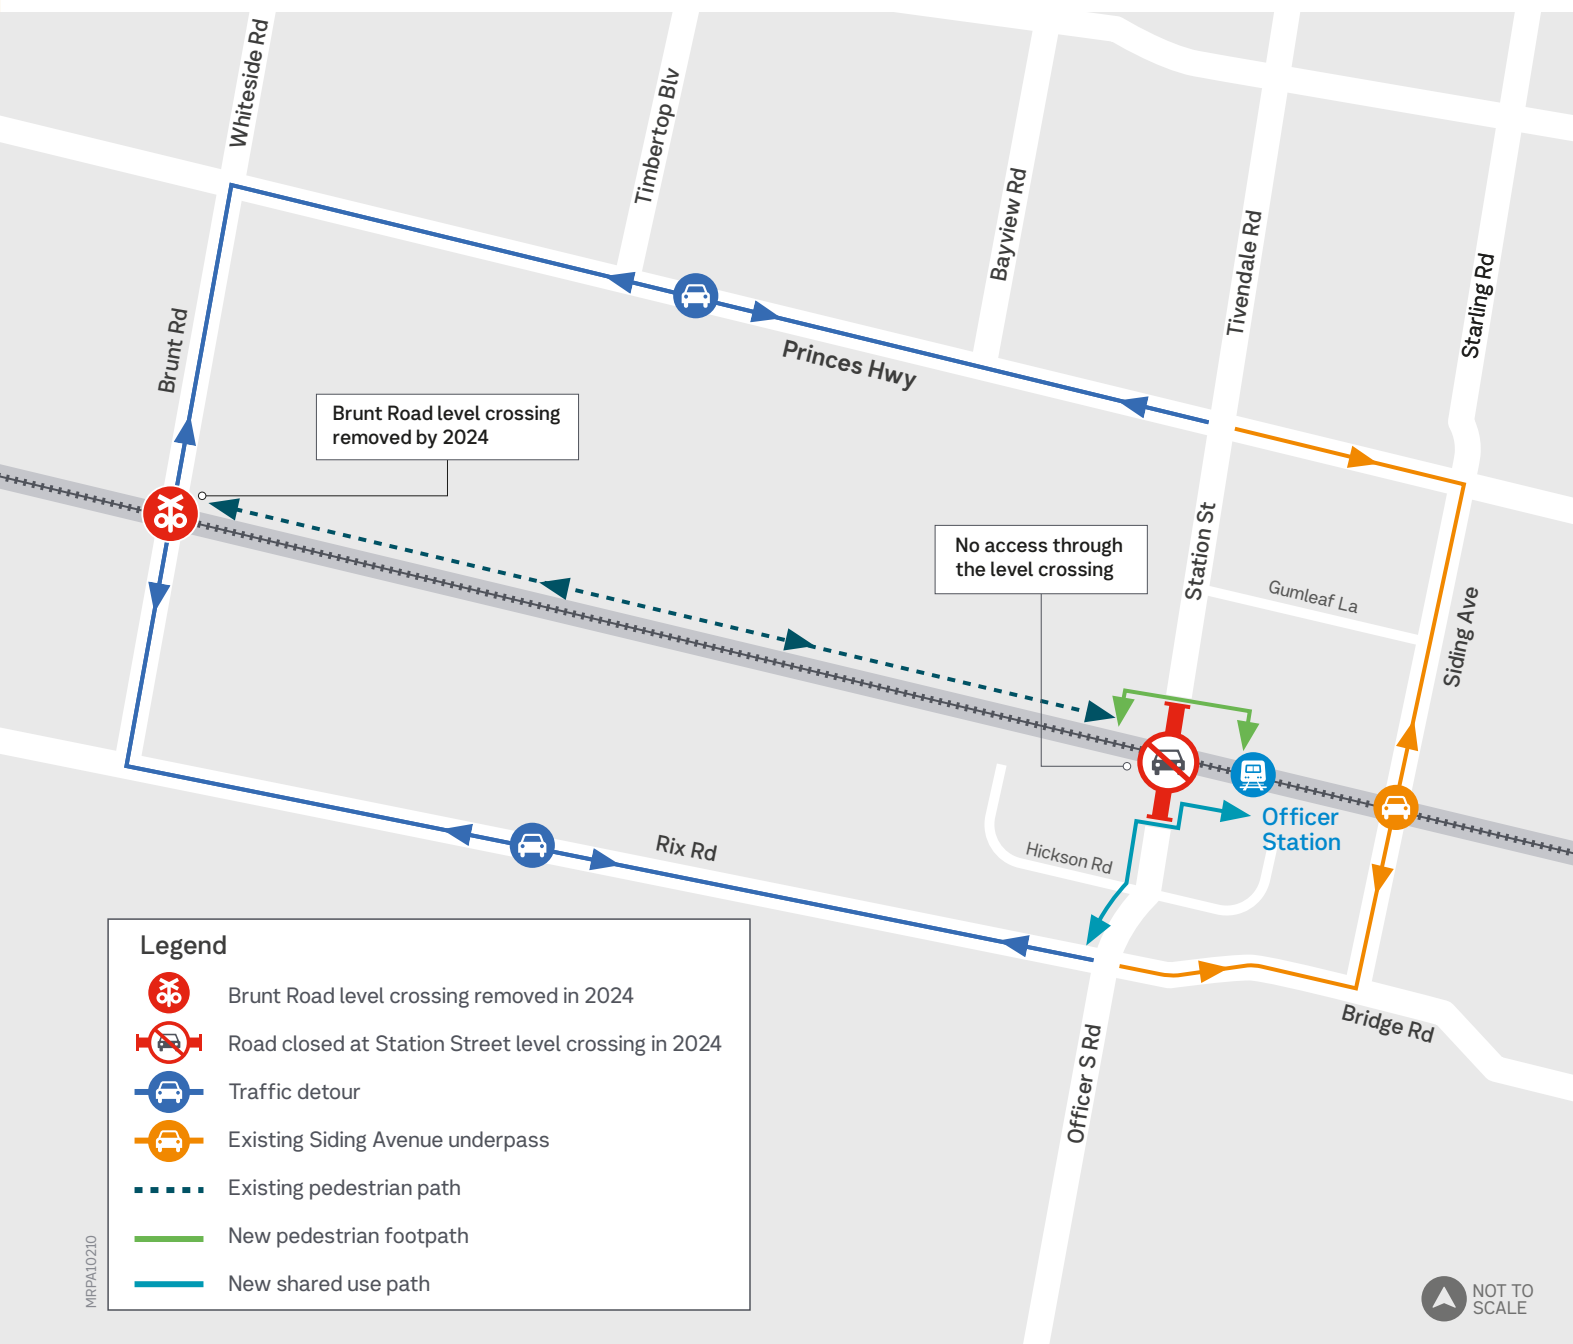 Whiteside Rd
Timbertop Blv
Bayview Rd
Tivendale Rd
Starling Rd
Brunt Rd
Princes Hwy
Brunt Road level crossing
removed by 2024
No access through
the level crossing
Station St
Gumleaf La
Siding Ave
Officer
Station
Rix Rd
Hickson Rd
Bridge Rd
Officer S Rd
Legend
Brunt Road level crossing removed in 2024
Road closed at Station Street level crossing in 2024
Traffic detour
Existing Siding Avenue underpass
Existing pedestrian path
New pedestrian footpath
New shared use path
MRPA10210
NOT TO
SCALE